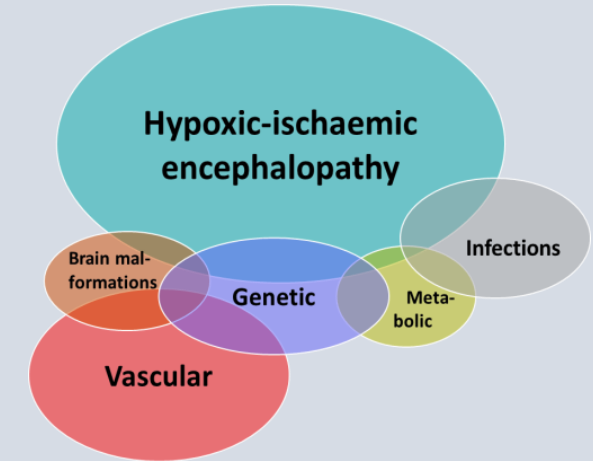 Hypoxic-ischaemic
encephalopathy
Infections
Brain mal-
formations
Genetic
Meta-
bolic
Vascular